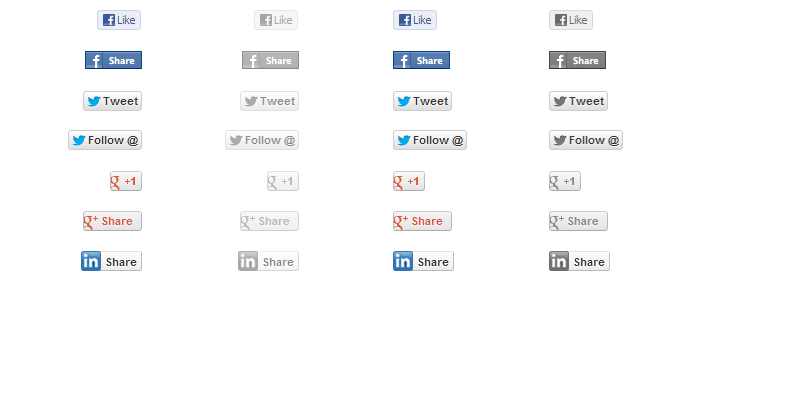 Like Like Like Like
Share Share Share Share
Tweet Tweet Tweet Tweet
Follow @ Follow @ Follow @ Follow @
g +1 g +1 g +1 g +1
g+ Share g+ Share g+ Share g+ Share
in Share in Share in Share in Share